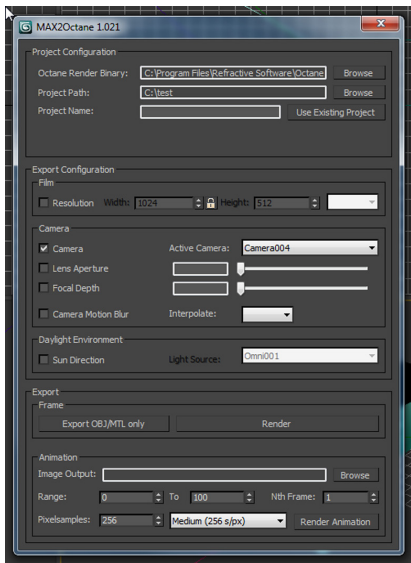 MAX2Octane 1.021
Project Configuration
Octane Render Binary: C:\Program Files\Refractive Software\Octane Browse
Project Path: C:\test Browse
Project Name: Use Existing Project
Export Configuration
Film
Resolution Width: 1024 Height: 512
Camera
Camera Active Camera: Camera004
Lens Aperture
Focal Depth
Camera Motion Blur Interpolate:
Daylight Environment
Sun Direction Light Source: Omni001
Export
Frame
Export OBJ/MTL only Render
Animation
Image Output: Browse
Range: 0 To 100 Nth Frame: 1
Pixelsamples: 256 Medium (256 s/px) Render Animation